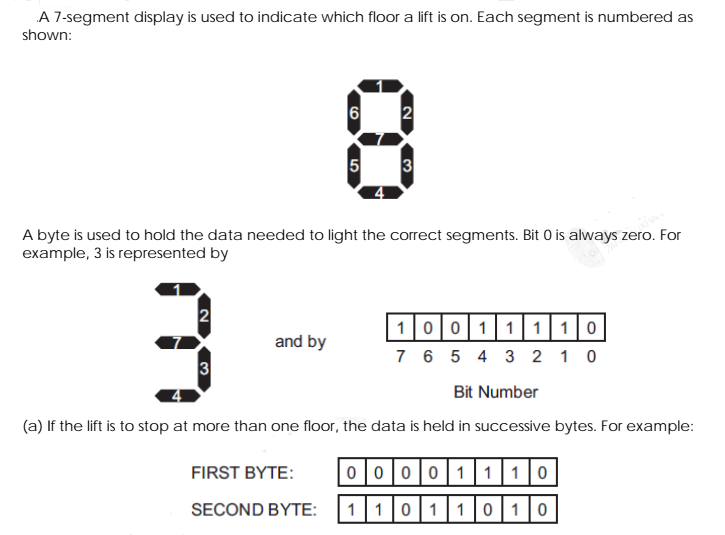 .A 7-segment display is used to indicate which floor a lift is on. Each segment is numbered as
shown:
1
6 2
7
5 3
4
A byte is used to hold the data needed to light the correct segments. Bit 0 is always zero. For
example, 3 is represented by
1
2
7
3
4
and by
1 0 0 1 1 1 1 0
7 6 5 4 3 2 1 0
Bit Number
(a) If the lift is to stop at more than one floor, the data is held in successive bytes. For example:
FIRST BYTE: 0 0 0 0 1 1 1 0
SECOND BYTE: 1 1 0 1 1 0 1 0